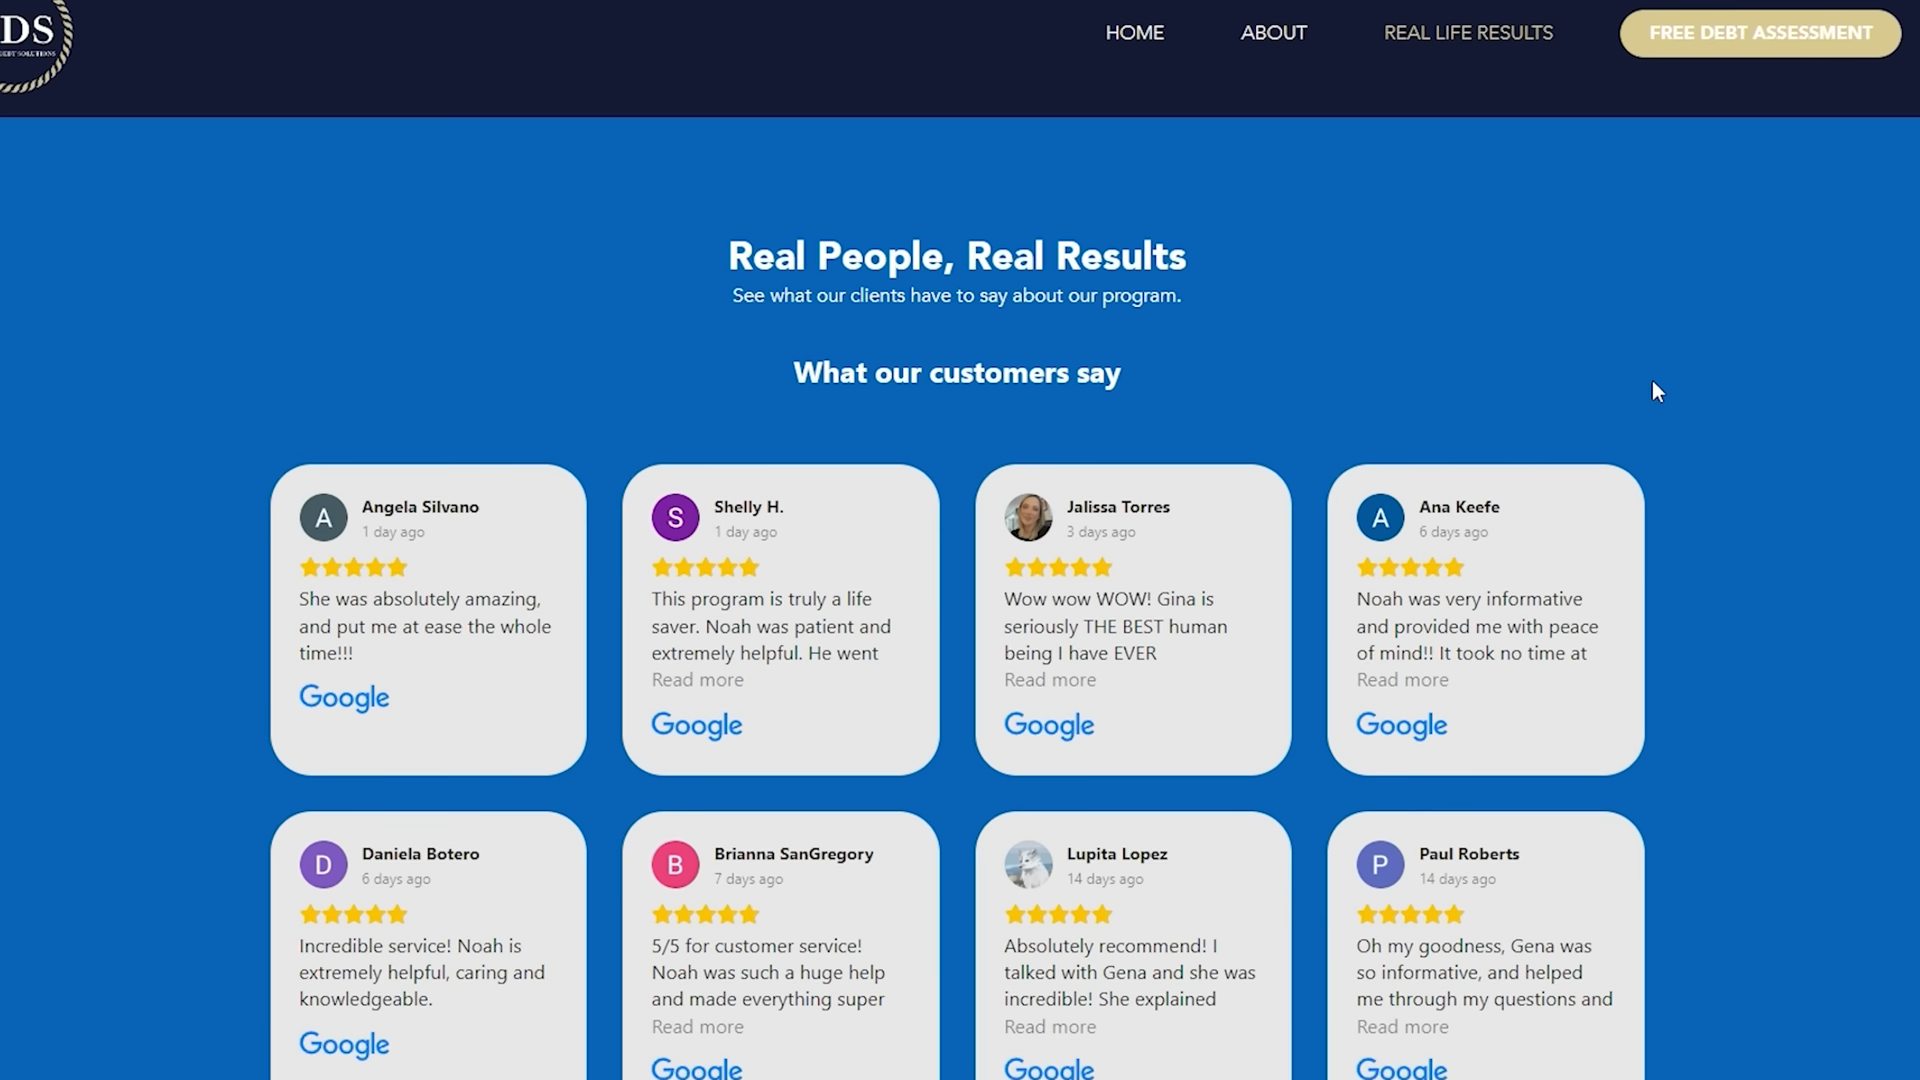 DS
DEBT SOLUTIONS
HOME
ABOUT
REAL LIFE RESULTS
FREE DEBT ASSESSMENT
Real People, Real Results
See what our clients have to say about our program.
What our customers say
A
Angela Silvano
1 day ago
She was absolutely amazing,
and put me at ease the whole
time!!!
Google
S
Shelly H.
1 day ago
This program is truly a life
saver. Noah was patient and
extremely helpful. He went
Read more
Google
Jalissa Torres
3 days ago
Wow wow WOW! Gina is
seriously THE BEST human
being I have EVER
Read more
Google
A
Ana Keefe
6 days ago
Noah was very informative
and provided me with peace
of mind!! It took no time at
Read more
Google
D
Daniela Botero
6 days ago
Incredible service! Noah is
extremely helpful, caring and
knowledgeable.
Google
B
Brianna SanGregory
7 days ago
5/5 for customer service!
Noah was such a huge help
and made everything super
Read more
Google
Lupita Lopez
14 days ago
Absolutely recommend! I
talked with Gena and she was
incredible! She explained
Read more
Google
P
Paul Roberts
14 days ago
Oh my goodness, Gena was
so informative, and helped
me through my questions and
Read more
Google